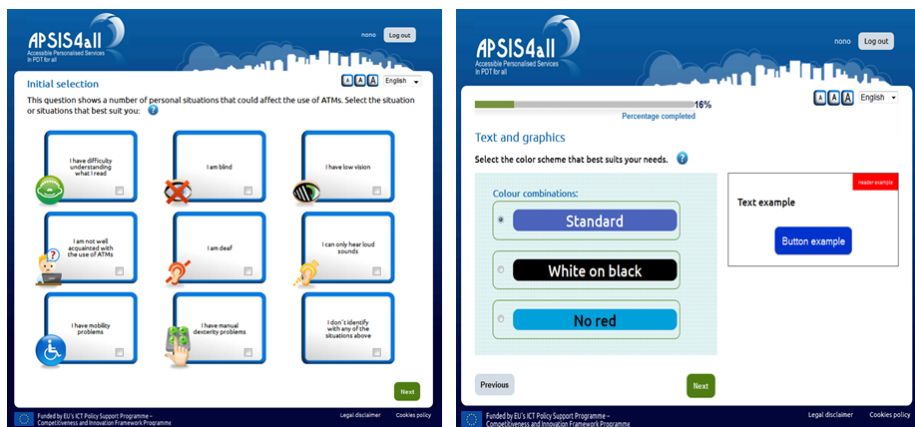 APSIS4all
Accessible Personalised Services
in PDT for all
nono
Log out
Initial selection
A A A
English
This question shows a number of personal situations that could affect the use of ATMs. Select the situation
or situations that best suit you: ?
I have difficulty
understanding
what I read
I am blind
I have low vision
I am not well
acquainted with
the use of ATMs
I am deaf
I can only hear loud
sounds
I have mobility
problems
I have manual
dexterity problems
I don´t identify
with any of the
situations above
Next
Funded by EU's ICT Policy Support Programme –
Competitiveness and Innovation Framework Programme
Legal disclaimer
Cookies policy
APSIS4all
Accessible Personalised Services
in PDT for all
nono
Log out
16%
Percentage completed
A A A
English
Text and graphics
Select the color scheme that best suits your needs. ?
Colour combinations:
Standard
White on black
No red
Header example
Text example
Button example
Previous
Next
Funded by EU's ICT Policy Support Programme –
Competitiveness and Innovation Framework Programme
Legal disclaimer
Cookies policy